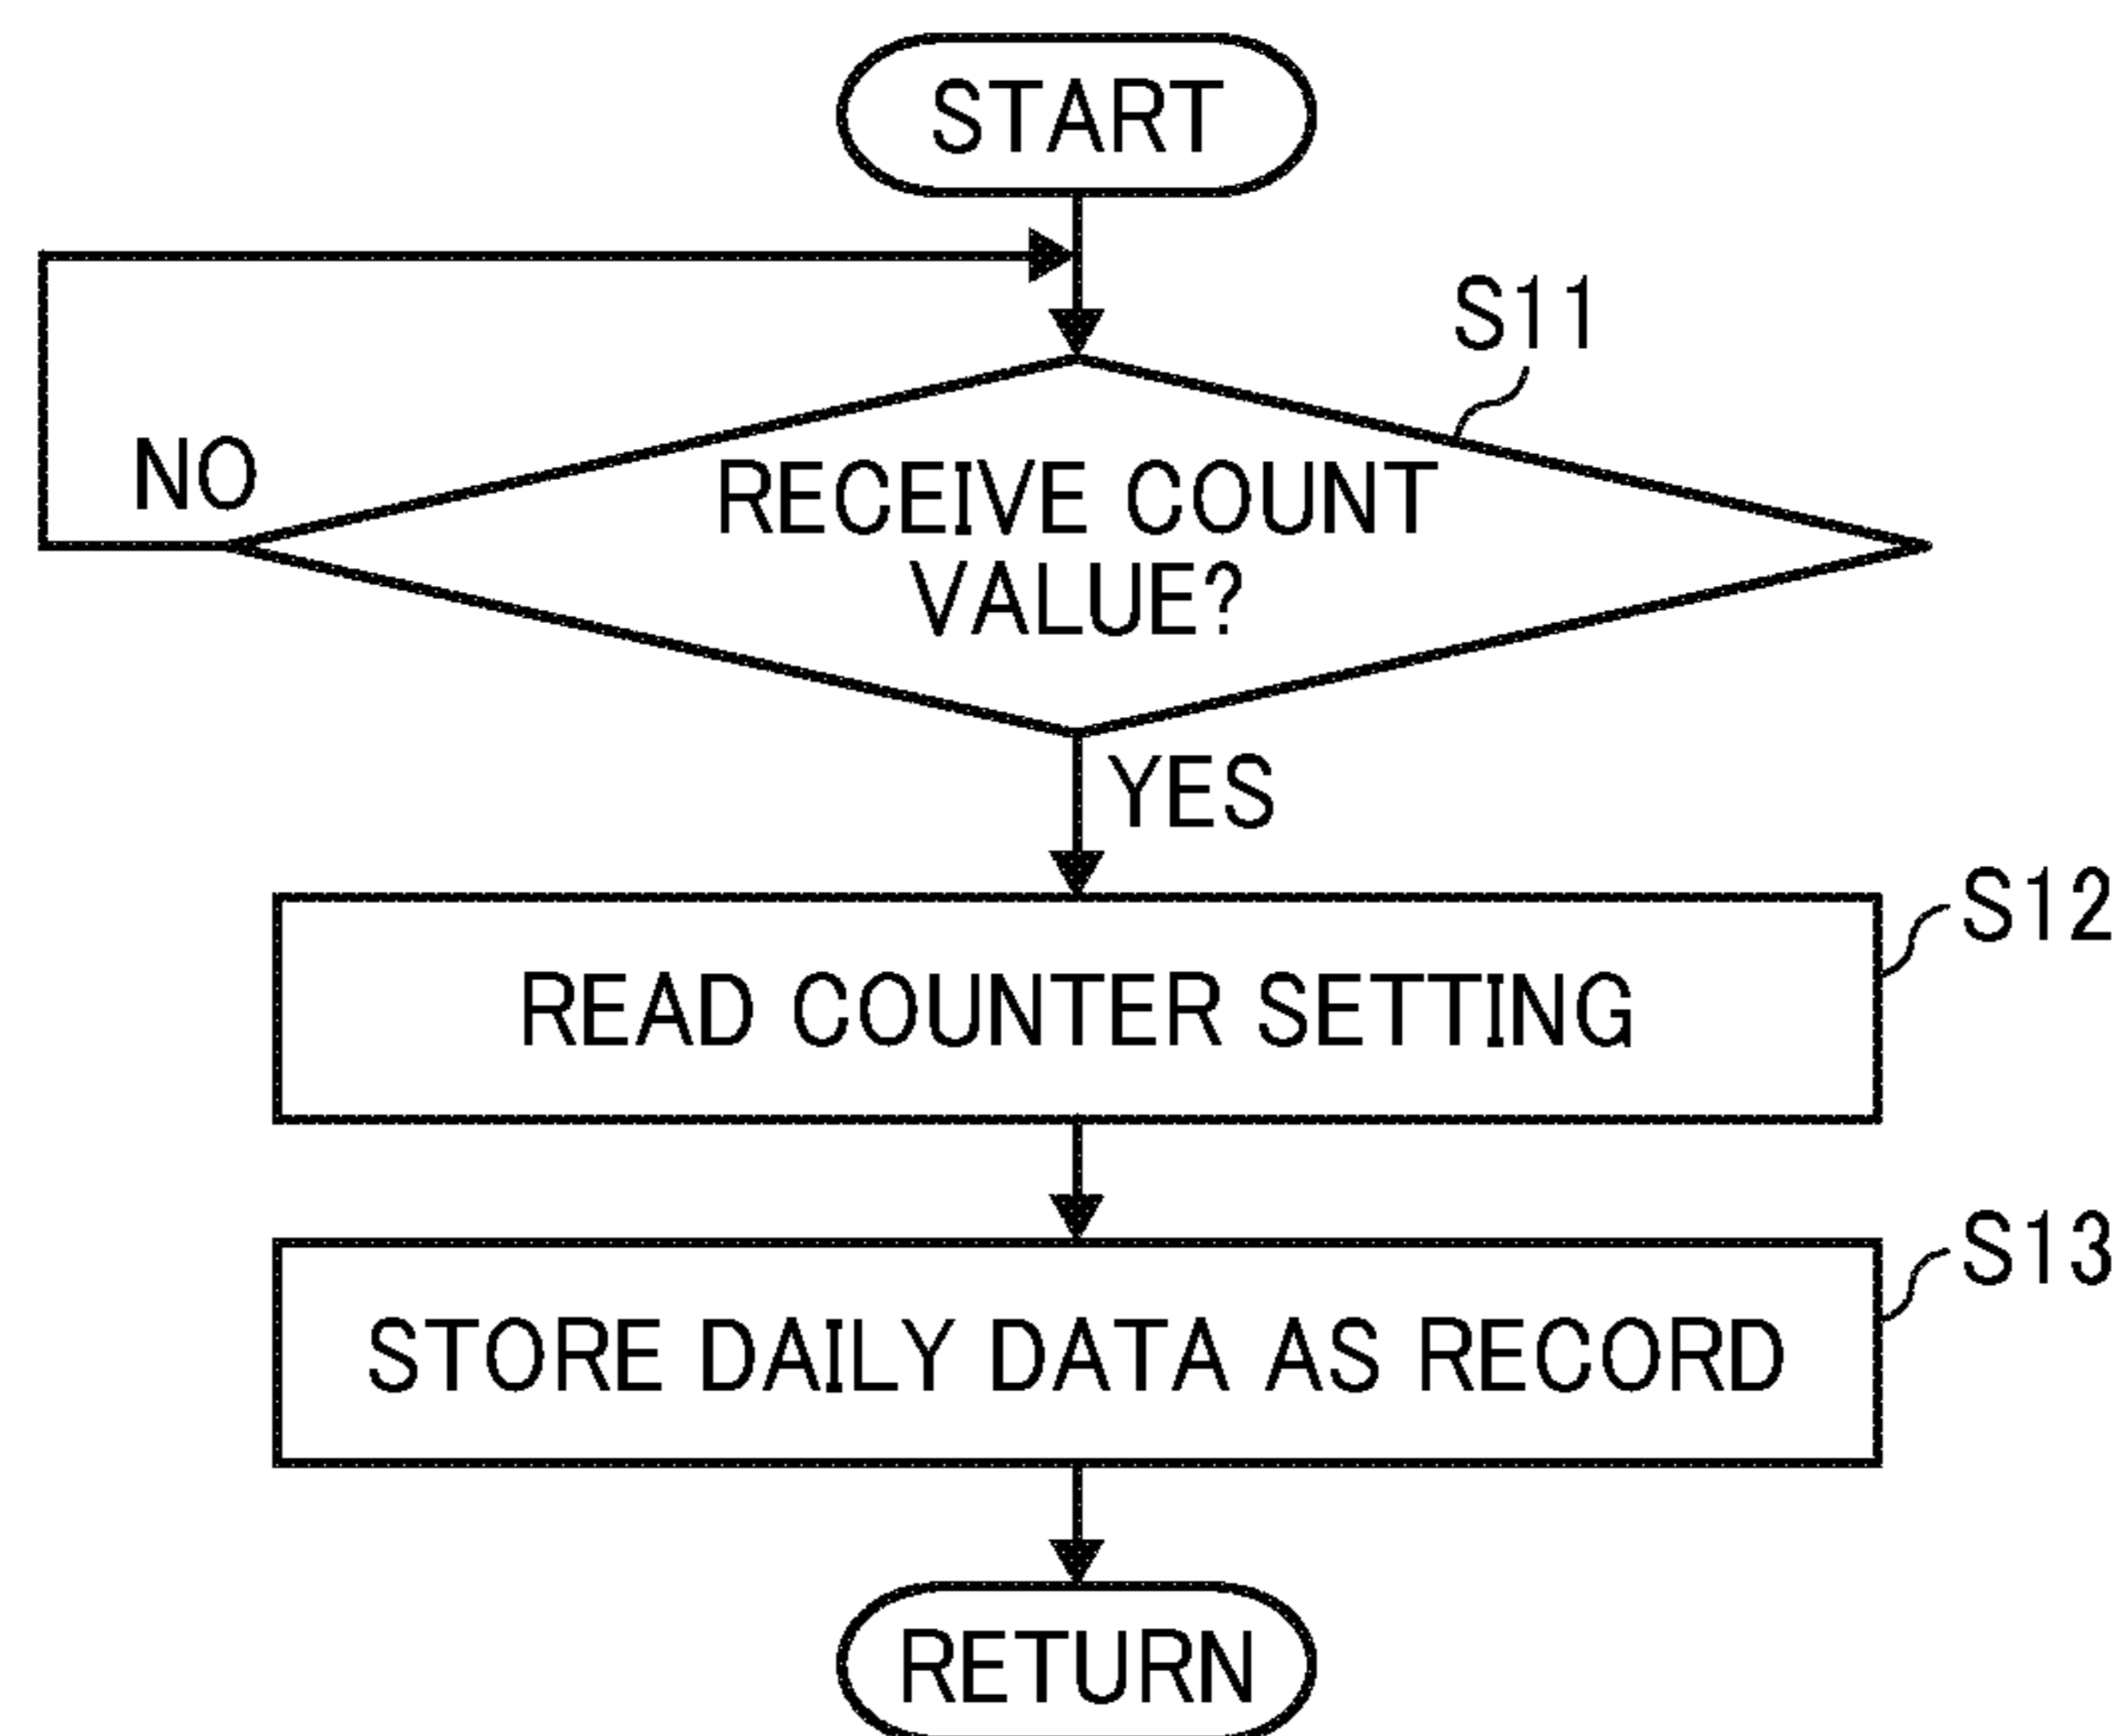 START
S11
NO
RECEIVE COUNT
VALUE?
YES
S12
READ COUNTER SETTING
S13
STORE DAILY DATA AS RECORD
RETURN